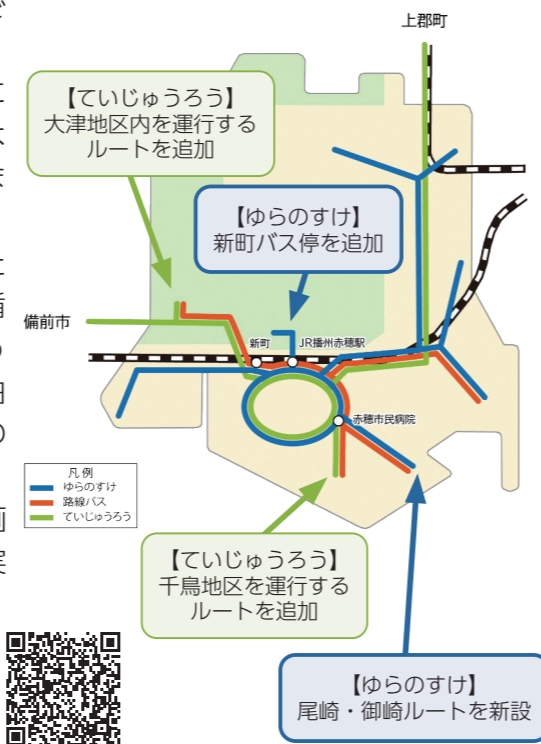 上郡町
【ていじゅうろう】
大津地区内を運行する
ルートを追加
【ゆらのすけ】
新町バス停を追加
備前市
新町
JR播州赤穂駅
赤穂市民病院
凡例
ゆらのすけ
路線バス
ていじゅうろう
【ていじゅうろう】
千鳥地区を運行する
ルートを追加
【ゆらのすけ】
尾崎・御崎ルートを新設